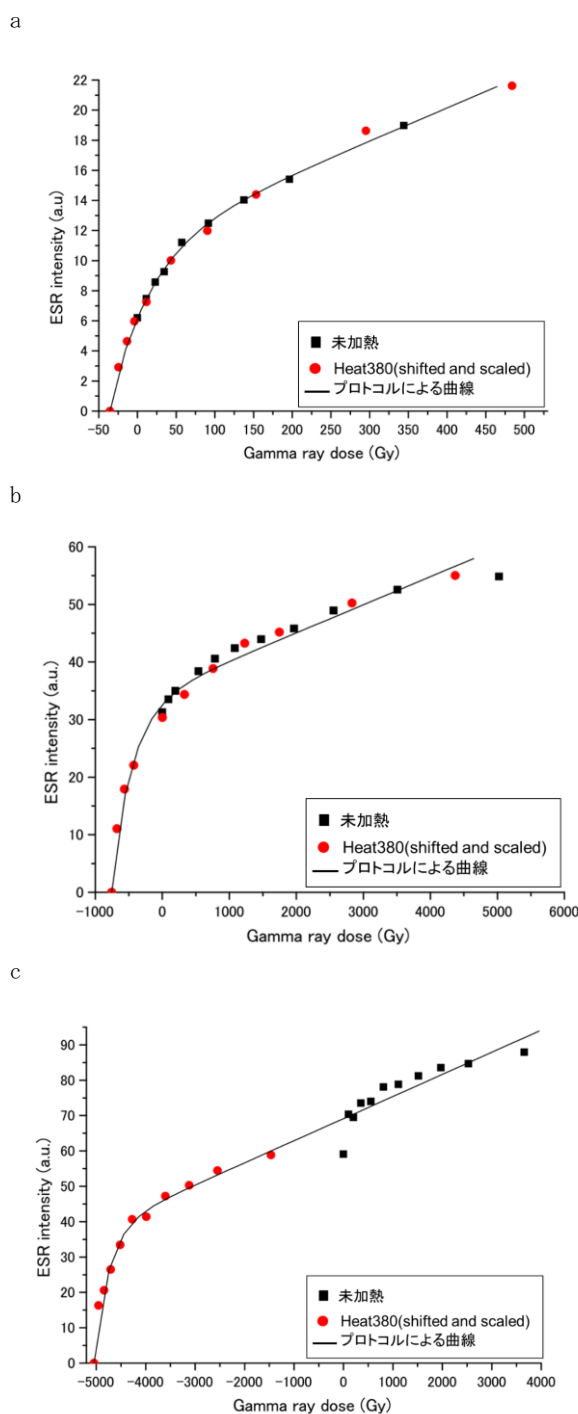 a
22
20
18
16
14
12
10
8
6
4
2
0
ESR intensity (a.u)
-50 0 50 100 150 200 250 300 350 400 450 500
Gamma ray dose (Gy)
未加熱
Heat380(shifted and scaled)
プロトコルによる曲線
b
60
50
40
30
20
10
0
ESR intensity (a.u.)
-1000 0 1000 2000 3000 4000 5000 6000
Gamma ray dose (Gy)
未加熱
Heat380(shifted and scaled)
プロトコルによる曲線
c
90
80
70
60
50
40
30
20
10
0
ESR intensity (a.u.)
-5000 -4000 -3000 -2000 -1000 0 1000 2000 3000 4000
Gamma ray dose (Gy)
未加熱
Heat380(shifted and scaled)
プロトコルによる曲線